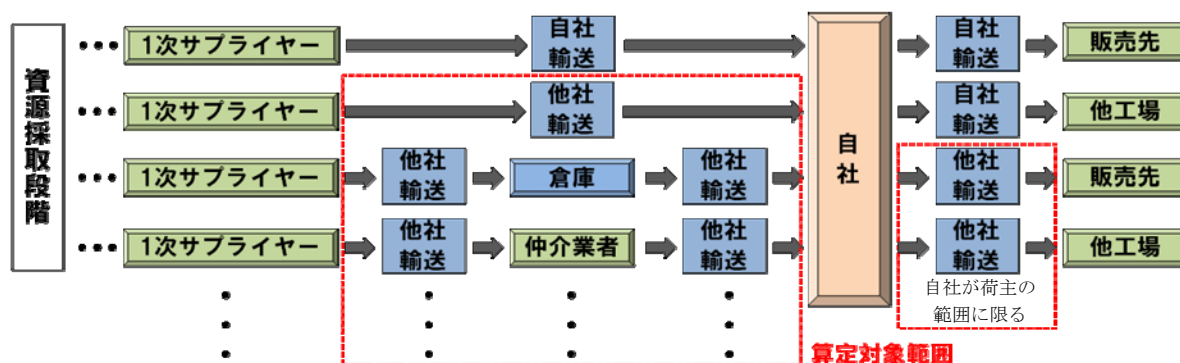 資源採取段階
1次サプライヤー
自社
輸送
自社
輸送
販売先
1次サプライヤー
他社
輸送
自社
輸送
他工場
自社
1次サプライヤー
他社
輸送
倉庫
他社
輸送
他社
輸送
販売先
1次サプライヤー
他社
輸送
仲介業者
他社
輸送
他社
輸送
他工場
自社が荷主の
範囲に限る
算定対象範囲